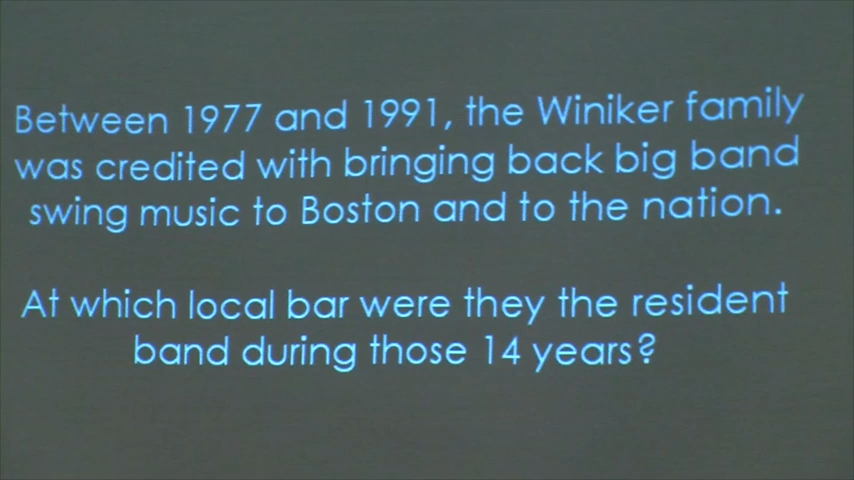 Between 1977 and 1991, the Winiker family
was credited with bringing back big band
swing music to Boston and to the nation.
At which local bar were they the resident
band during those 14 years?